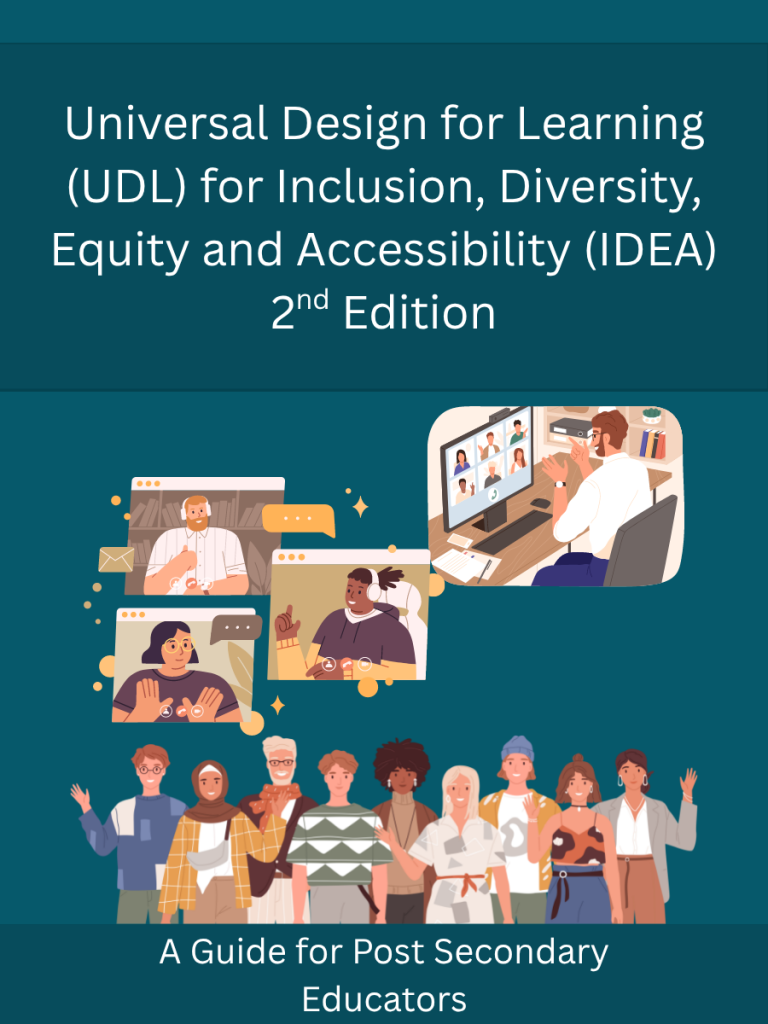 Universal Design for Learning
(UDL) for Inclusion, Diversity,
Equity and Accessibility (IDEA)
2nd Edition
A Guide for Post Secondary
Educators